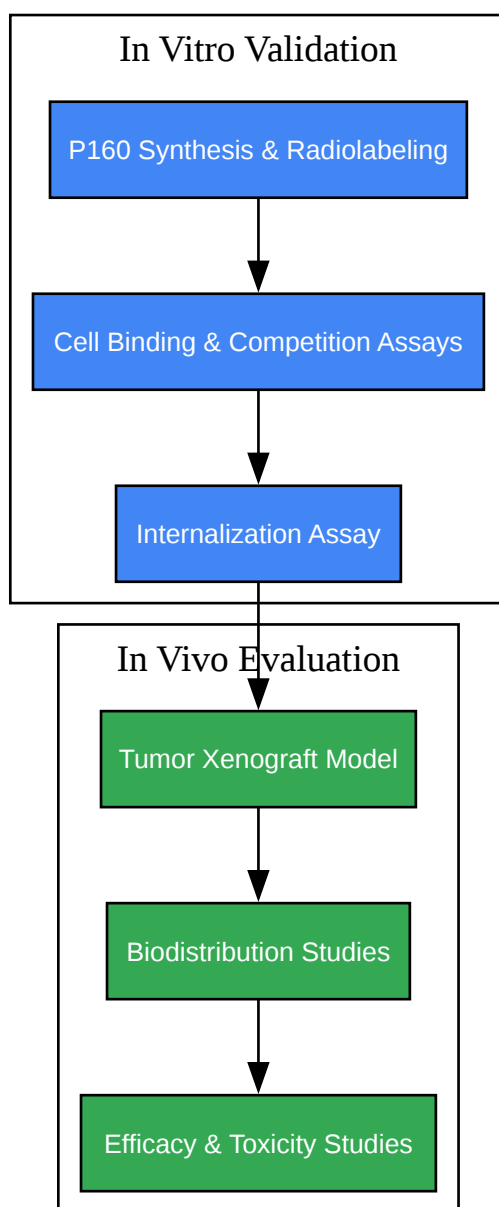 In Vitro Validation
P160 Synthesis & Radiolabeling
Cell Binding & Competition Assays
Internalization Assay
In Vivo Evaluation
Tumor Xenograft Model
Biodistribution Studies
Efficacy & Toxicity Studies